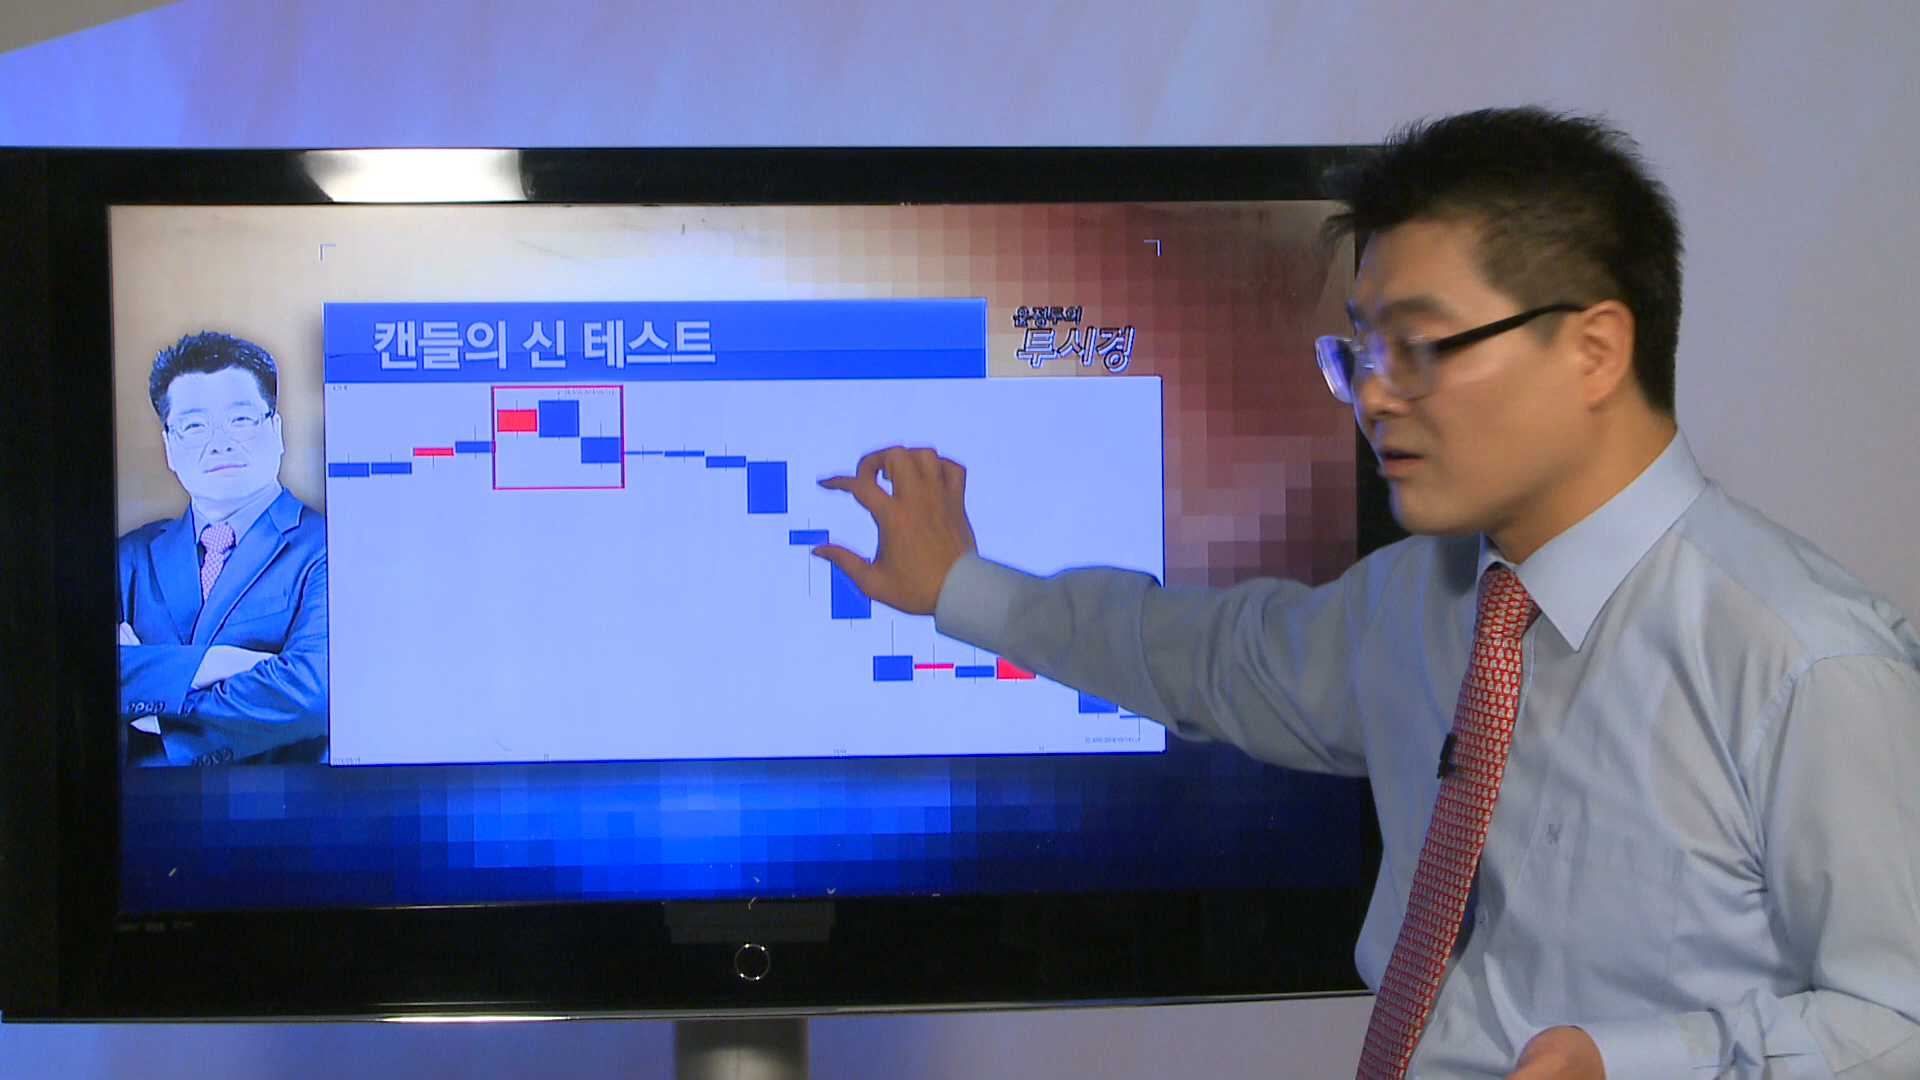 캔들의 신 테스트
윤정두의
투시경